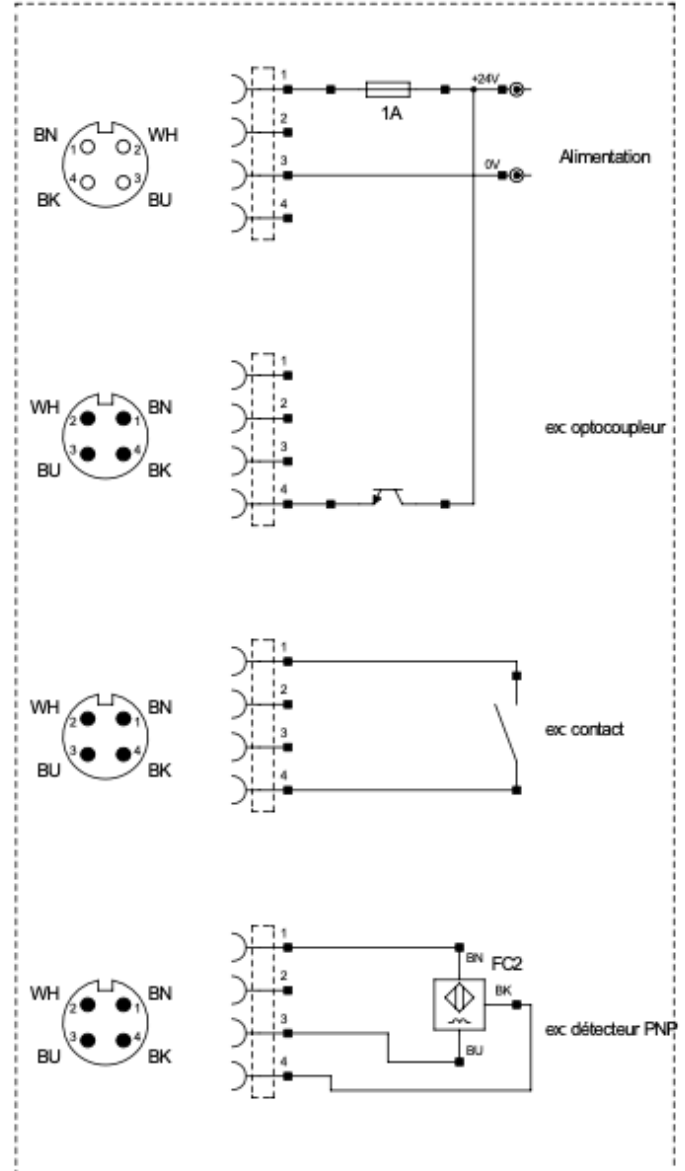 1
+24V
1A
2
BN WH
1 2
Alimentation
3
0V
4 3
BK BU
4
1
WH BN
2 1
2
exc optocoupleur
3
3 4
BU BK
4
1
WH BN
2 1
2
exc contact
3
3 4
BU BK
4
1
BN FC2
WH BN
2 1
2
BK
exc détecteur PNP
3
3 4
BU BK
BU
4